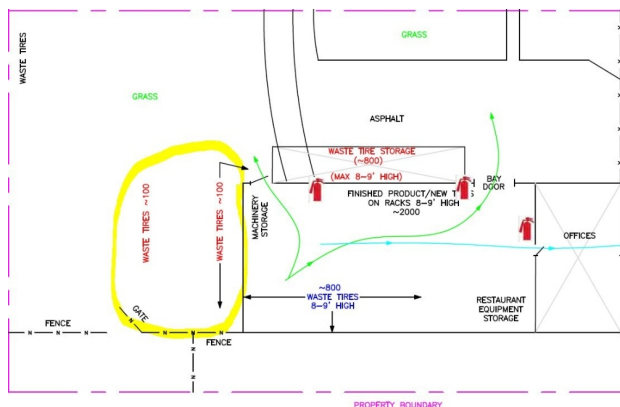 WASTE TIRES
GRASS
GRASS
ASPHALT
WASTE TIRE STORAGE
(~800)
(MAX 8-9' HIGH)
BAY
DOOR
FINISHED PRODUCT/NEW
ON RACKS 8-9' HIGH
~2000
MACHINERY
STORAGE
WASTE TIRES ~100
WASTE TIRES ~100
OFFICES
~800
WASTE TIRES
8-9' HIGH
RESTAURANT
EQUIPMENT
STORAGE
GATE
FENCE
FENCE
N N N
N N N
N
PROPERTY BOUNDARY